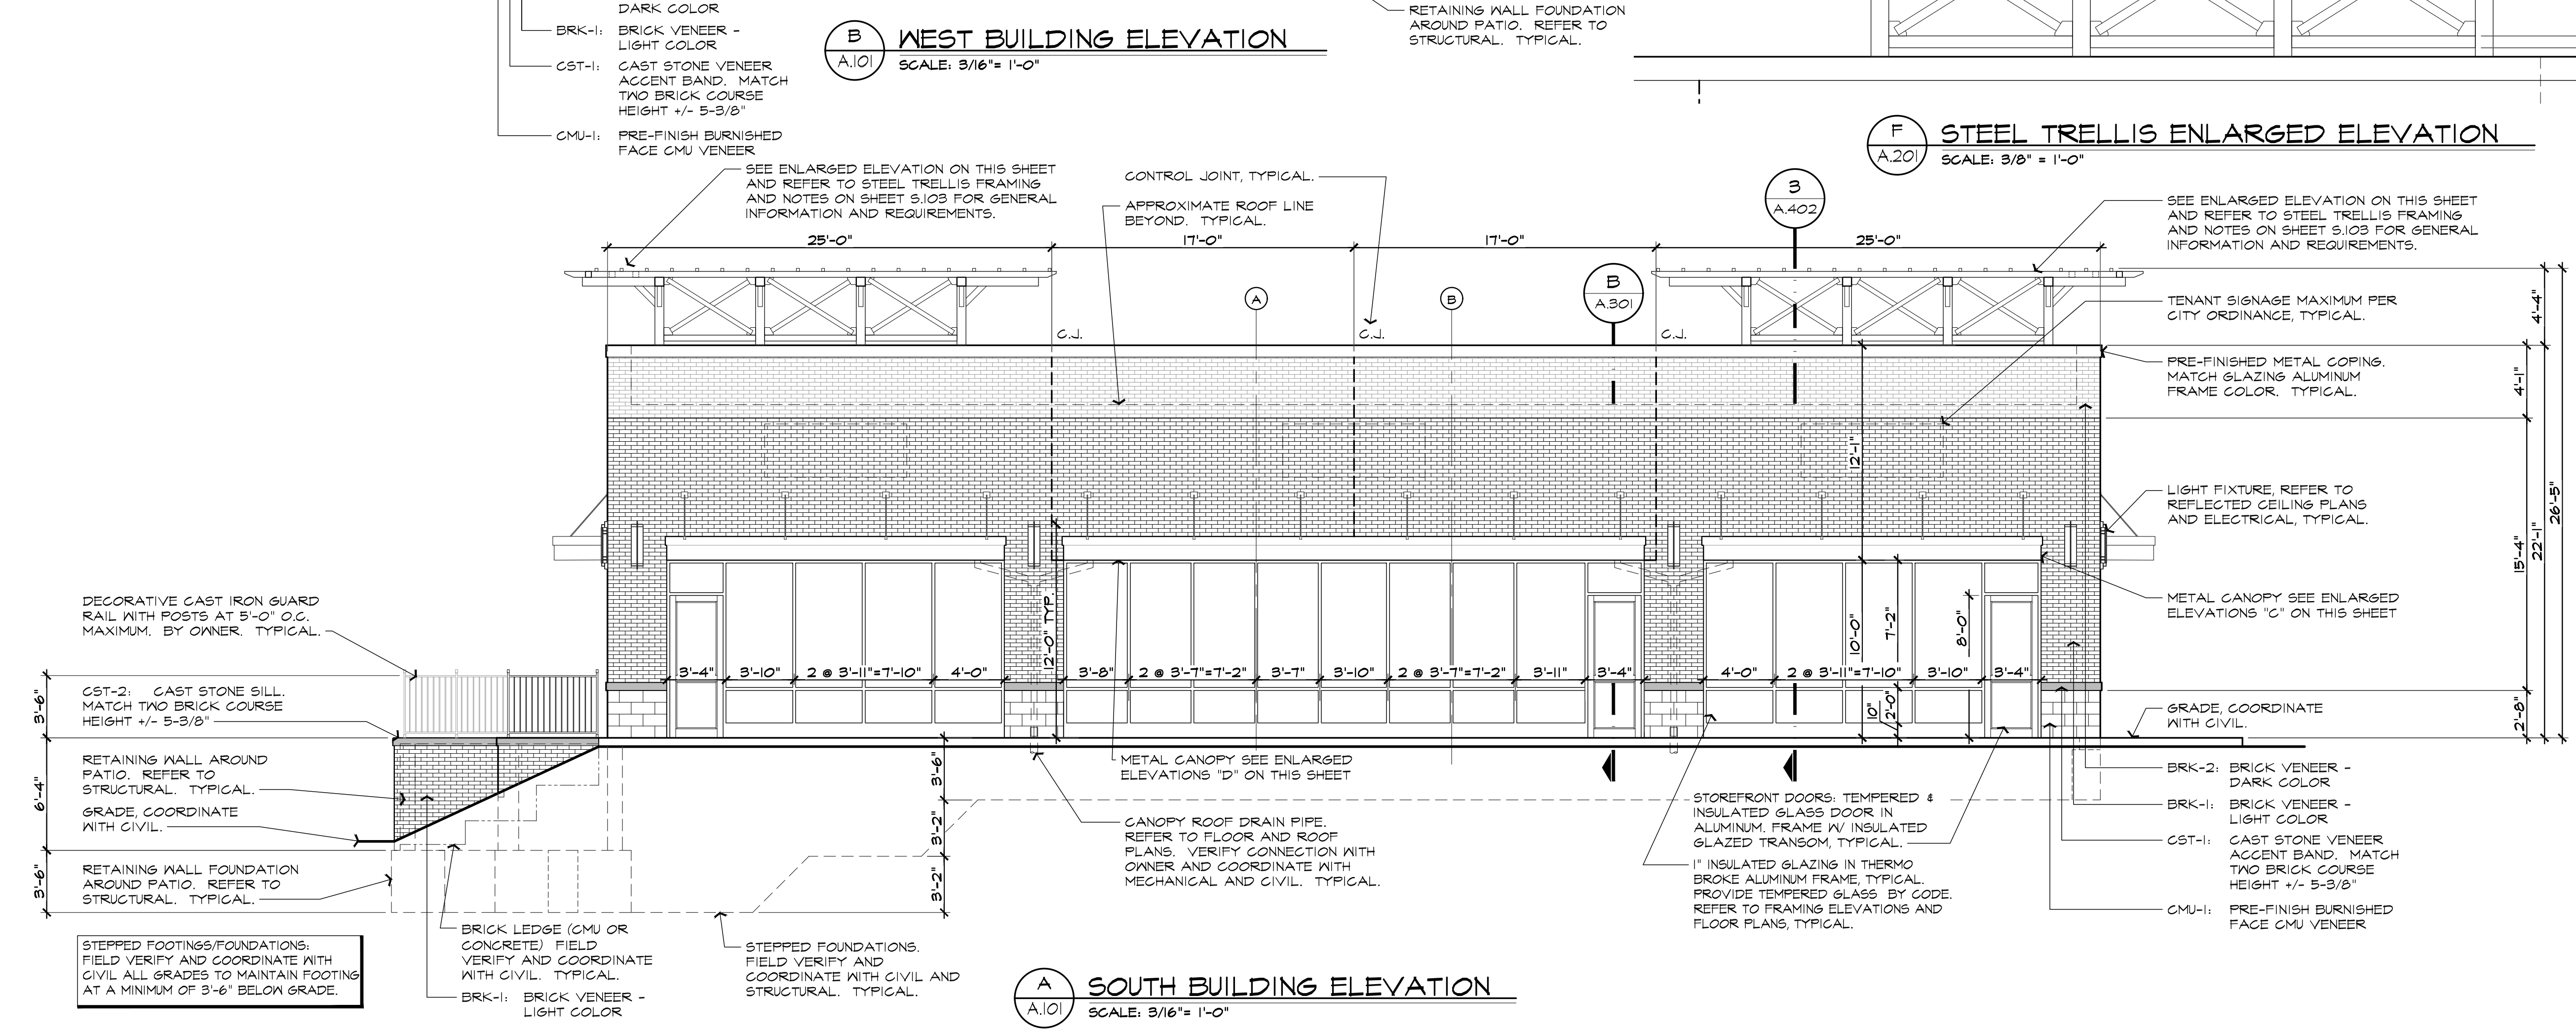 DARK COLOR
BRK-1: BRICK VENEER -
LIGHT COLOR
CST-1: CAST STONE VENEER
ACCENT BAND. MATCH
TWO BRICK COURSE
HEIGHT +/- 5-3/8"
CMU-1: PRE-FINISH BURNISHED
FACE CMU VENEER
B
A.101
WEST BUILDING ELEVATION
SCALE: 3/16"= 1'-0"
RETAINING WALL FOUNDATION
AROUND PATIO. REFER TO
STRUCTURAL. TYPICAL.
F
A.201
STEEL TRELLIS ENLARGED ELEVATION
SCALE: 3/8" = 1'-0"
SEE ENLARGED ELEVATION ON THIS SHEET
AND REFER TO STEEL TRELLIS FRAMING
AND NOTES ON SHEET S.103 FOR GENERAL
INFORMATION AND REQUIREMENTS.
CONTROL JOINT, TYPICAL.
APPROXIMATE ROOF LINE
BEYOND. TYPICAL.
3
A.402
SEE ENLARGED ELEVATION ON THIS SHEET
AND REFER TO STEEL TRELLIS FRAMING
AND NOTES ON SHEET S.103 FOR GENERAL
INFORMATION AND REQUIREMENTS.
25'-0"
17'-0"
17'-0"
25'-0"
A
B
B
A.301
C.J.
C.J.
C.J.
TENANT SIGNAGE MAXIMUM PER
CITY ORDINANCE, TYPICAL.
PRE-FINISHED METAL COPING.
MATCH GLAZING ALUMINUM
FRAME COLOR. TYPICAL.
LIGHT FIXTURE, REFER TO
REFLECTED CEILING PLANS
AND ELECTRICAL, TYPICAL.
METAL CANOPY SEE ENLARGED
ELEVATIONS "C" ON THIS SHEET
GRADE, COORDINATE
WITH CIVIL.
4'-4"
4'-1"
26'-5"
22'-1"
15'-4"
2'-8"
12'-1"
12'-0" TYP.
10'-0"
7'-2"
8'-0"
10"
2'-0"
3'-4"
3'-10"
2 @ 3'-11"=7'-10"
4'-0"
3'-8"
2 @ 3'-7"=7'-2"
3'-7"
3'-10"
2 @ 3'-7"=7'-2"
3'-11"
3'-4"
4'-0"
2 @ 3'-11"=7'-10"
3'-10"
3'-4"
DECORATIVE CAST IRON GUARD
RAIL WITH POSTS AT 5'-0" O.C.
MAXIMUM. BY OWNER. TYPICAL.
CST-2: CAST STONE SILL.
MATCH TWO BRICK COURSE
HEIGHT +/- 5-3/8"
RETAINING WALL AROUND
PATIO. REFER TO
STRUCTURAL. TYPICAL.
GRADE, COORDINATE
WITH CIVIL.
RETAINING WALL FOUNDATION
AROUND PATIO. REFER TO
STRUCTURAL. TYPICAL.
3'-6"
6'-4"
3'-6"
STEPPED FOOTINGS/FOUNDATIONS:
FIELD VERIFY AND COORDINATE WITH
CIVIL ALL GRADES TO MAINTAIN FOOTING
AT A MINIMUM OF 3'-6" BELOW GRADE.
BRICK LEDGE (CMU OR
CONCRETE) FIELD
VERIFY AND COORDINATE
WITH CIVIL. TYPICAL.
BRK-1: BRICK VENEER -
LIGHT COLOR
3'-6"
3'-2"
3'-2"
STEPPED FOUNDATIONS.
FIELD VERIFY AND
COORDINATE WITH CIVIL AND
STRUCTURAL. TYPICAL.
METAL CANOPY SEE ENLARGED
ELEVATIONS "D" ON THIS SHEET
CANOPY ROOF DRAIN PIPE.
REFER TO FLOOR AND ROOF
PLANS. VERIFY CONNECTION WITH
OWNER AND COORDINATE WITH
MECHANICAL AND CIVIL. TYPICAL.
STOREFRONT DOORS: TEMPERED &
INSULATED GLASS DOOR IN
ALUMINUM. FRAME W/ INSULATED
GLAZED TRANSOM, TYPICAL.
1" INSULATED GLAZING IN THERMO
BROKE ALUMINUM FRAME, TYPICAL.
PROVIDE TEMPERED GLASS BY CODE.
REFER TO FRAMING ELEVATIONS AND
FLOOR PLANS, TYPICAL.
BRK-2: BRICK VENEER -
DARK COLOR
BRK-1: BRICK VENEER -
LIGHT COLOR
CST-1: CAST STONE VENEER
ACCENT BAND. MATCH
TWO BRICK COURSE
HEIGHT +/- 5-3/8"
CMU-1: PRE-FINISH BURNISHED
FACE CMU VENEER
A
A.101
SOUTH BUILDING ELEVATION
SCALE: 3/16"= 1'-0"